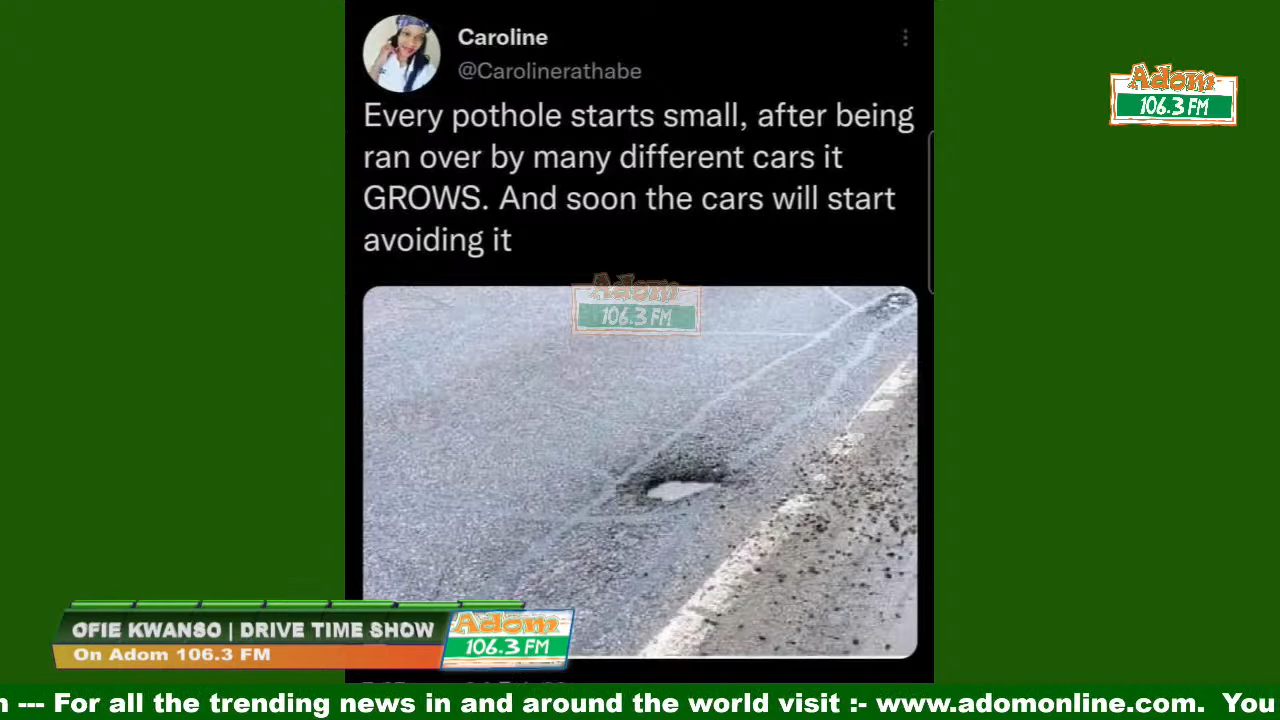 Caroline
@Carolinerathabe
Every pothole starts small, after being
ran over by many different cars it
GROWS. And soon the cars will start
avoiding it
Adom
106.3 FM
Adom
106.3 FM
OFIE KWANSO | DRIVE TIME SHOW
On Adom 106.3 FM
Adom
106.3 FM
--- For all the trending news in and around the world visit :- www.adomonline.com. You